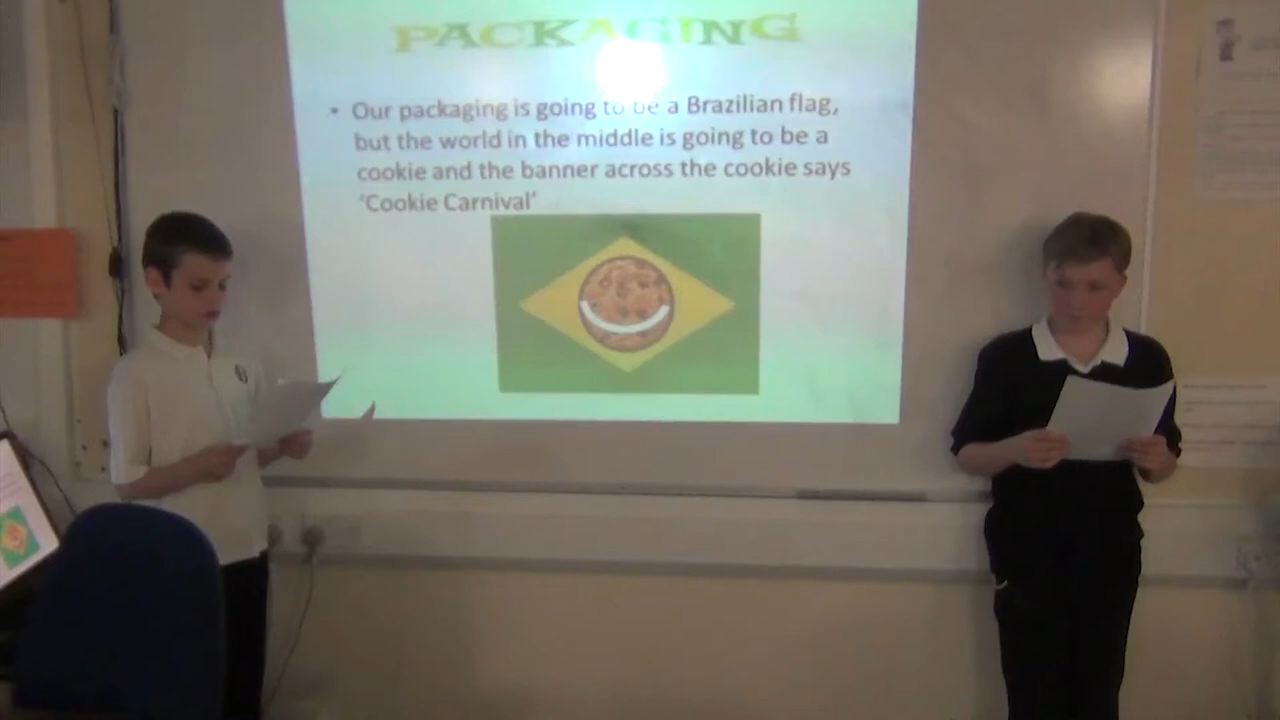 PACKAGING
• Our packaging is going to be a Brazilian flag,
but the world in the middle is going to be a
cookie and the banner across the cookie says
‘Cookie Carnival’